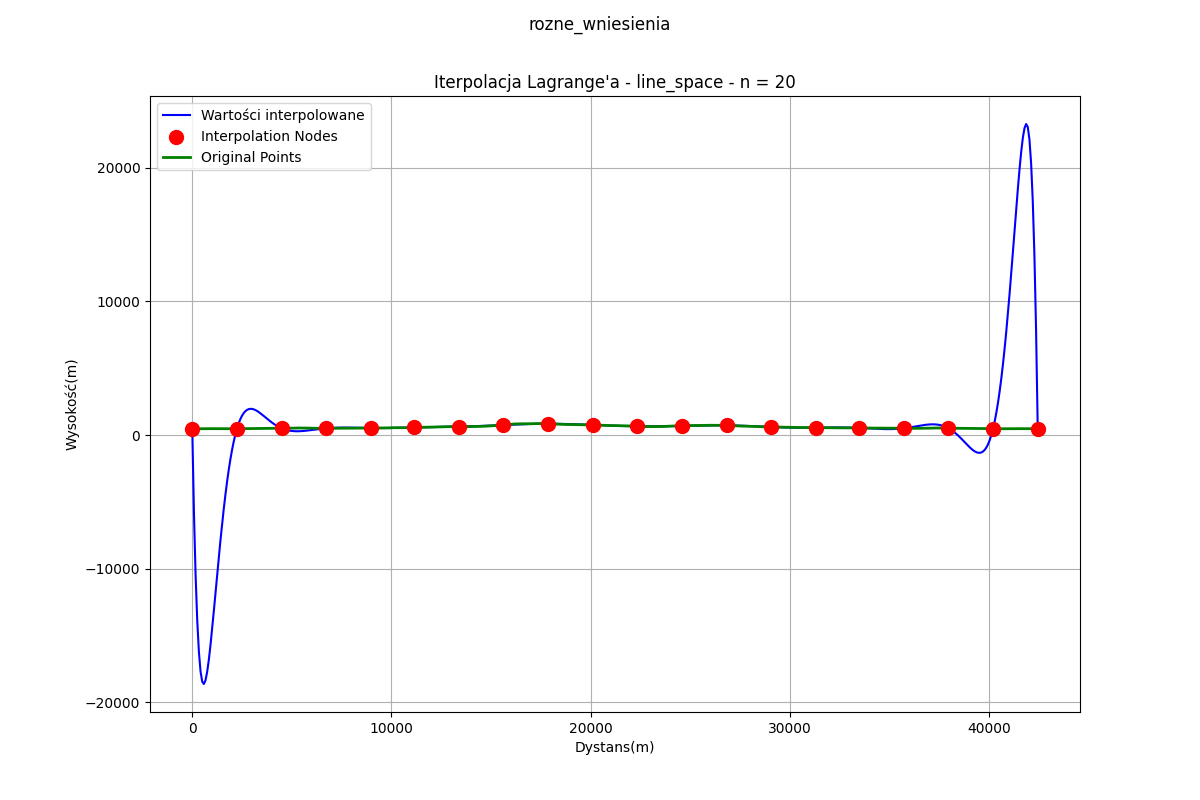 rozne_wniesienia
Iterpolacja Lagrange'a - line_space - n = 20
Wartości interpolowane
Interpolation Nodes
Original Points
20000
10000
0
−10000
−20000
Wysokość(m)
0
10000
20000
30000
40000
Dystans(m)